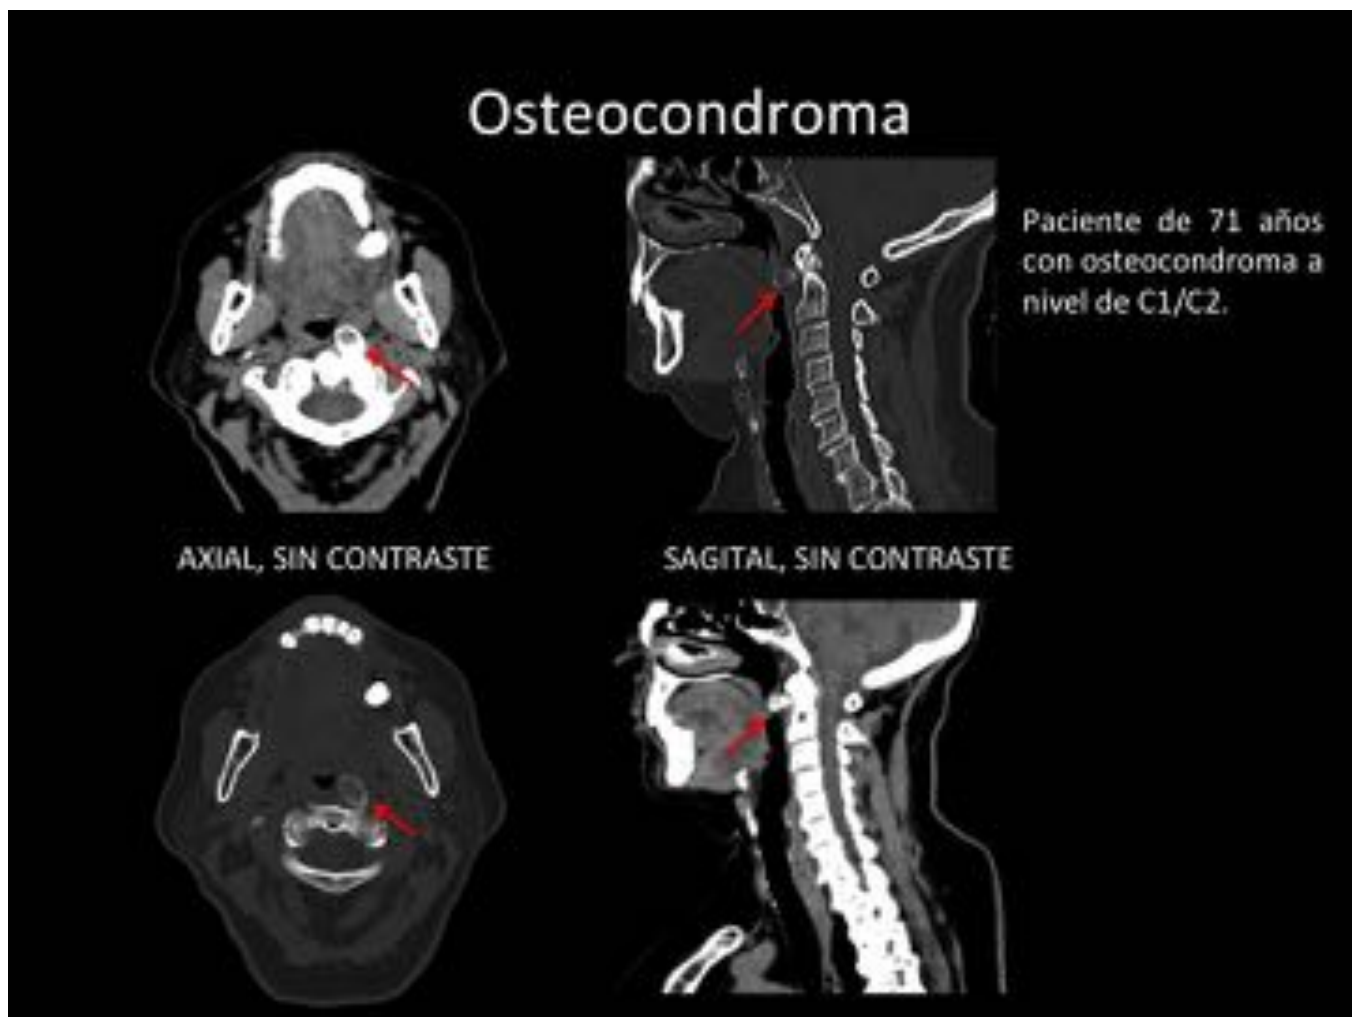 Osteocondroma
Paciente de 71 años
con osteocondroma a
nivel de C1/C2.
AXIAL, SIN CONTRASTE
SAGITAL, SIN CONTRASTE